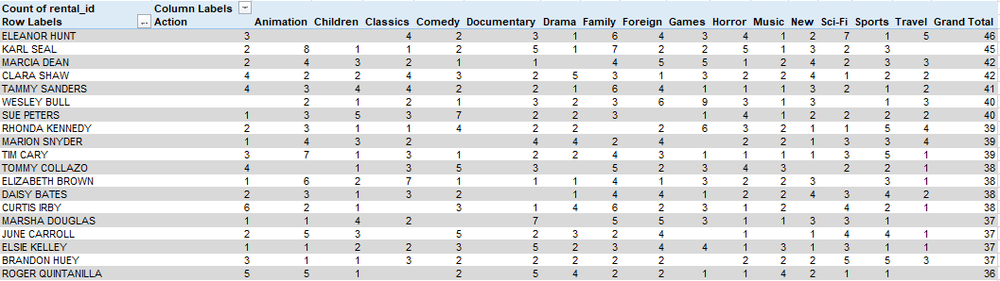 Count of rental_id Column Labels
Row Labels Action Animation Children Classics Comedy Documentary Drama Family Foreign Games Horror Music New Sci-Fi Sports Travel Grand Total
ELEANOR HUNT 3 4 2 3 1 6 4 3 4 1 2 7 1 5 46
KARL SEAL 2 8 1 1 2 5 1 7 2 2 5 1 3 2 3 45
MARCIA DEAN 2 4 3 2 1 1 4 5 5 1 2 4 2 3 3 42
CLARA SHAW 4 2 2 4 3 2 5 3 1 3 2 2 4 1 2 2 42
TAMMY SANDERS 4 3 4 4 2 2 1 6 4 1 1 1 3 2 1 2 41
WESLEY BULL 2 1 2 1 3 2 3 6 9 3 1 3 1 3 40
SUE PETERS 1 3 5 3 7 2 2 3 1 4 1 2 2 2 2 40
RHONDA KENNEDY 2 3 1 1 4 2 2 2 6 3 2 1 1 5 4 39
MARION SNYDER 1 4 3 2 4 4 2 4 2 2 1 3 3 4 39
TIM CARY 3 7 1 3 1 2 2 4 3 1 1 1 1 3 5 1 39
TOMMY COLLAZO 4 1 3 5 3 5 2 3 4 3 2 2 1 38
ELIZABETH BROWN 1 6 2 7 1 1 1 4 1 3 2 2 3 3 1 38
DAISY BATES 2 3 1 3 2 1 4 4 1 2 2 4 3 4 2 38
CURTIS IRBY 6 2 1 3 1 4 6 2 3 1 2 4 2 1 38
MARSHA DOUGLAS 1 1 4 2 7 5 5 3 1 1 3 3 1 37
JUNE CARROLL 2 5 3 5 2 3 2 4 1 1 4 4 1 37
ELSIE KELLEY 1 1 2 2 3 5 2 3 4 4 1 3 1 3 1 1 37
BRANDON HUEY 3 1 1 3 2 2 2 2 2 2 2 2 5 5 3 37
ROGER QUINTANILLA 5 5 1 2 5 4 2 2 1 1 4 2 1 1 36